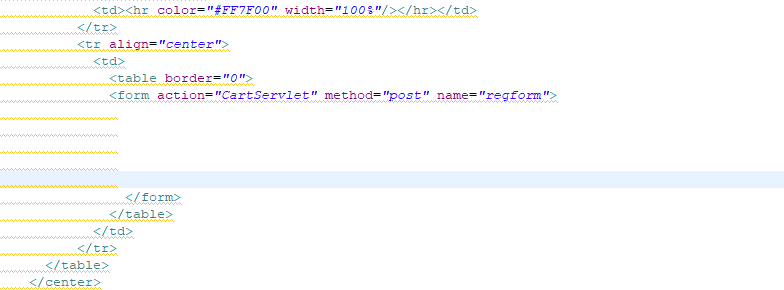 <td><hr color="#FF7F00" width="100%"/></hr></td>
</tr>
<tr align="center">
<td>
<table border="0">
<form action="CartServlet" method="post" name="regform">
</form>
</table>
</td>
</tr>
</table>
</center>